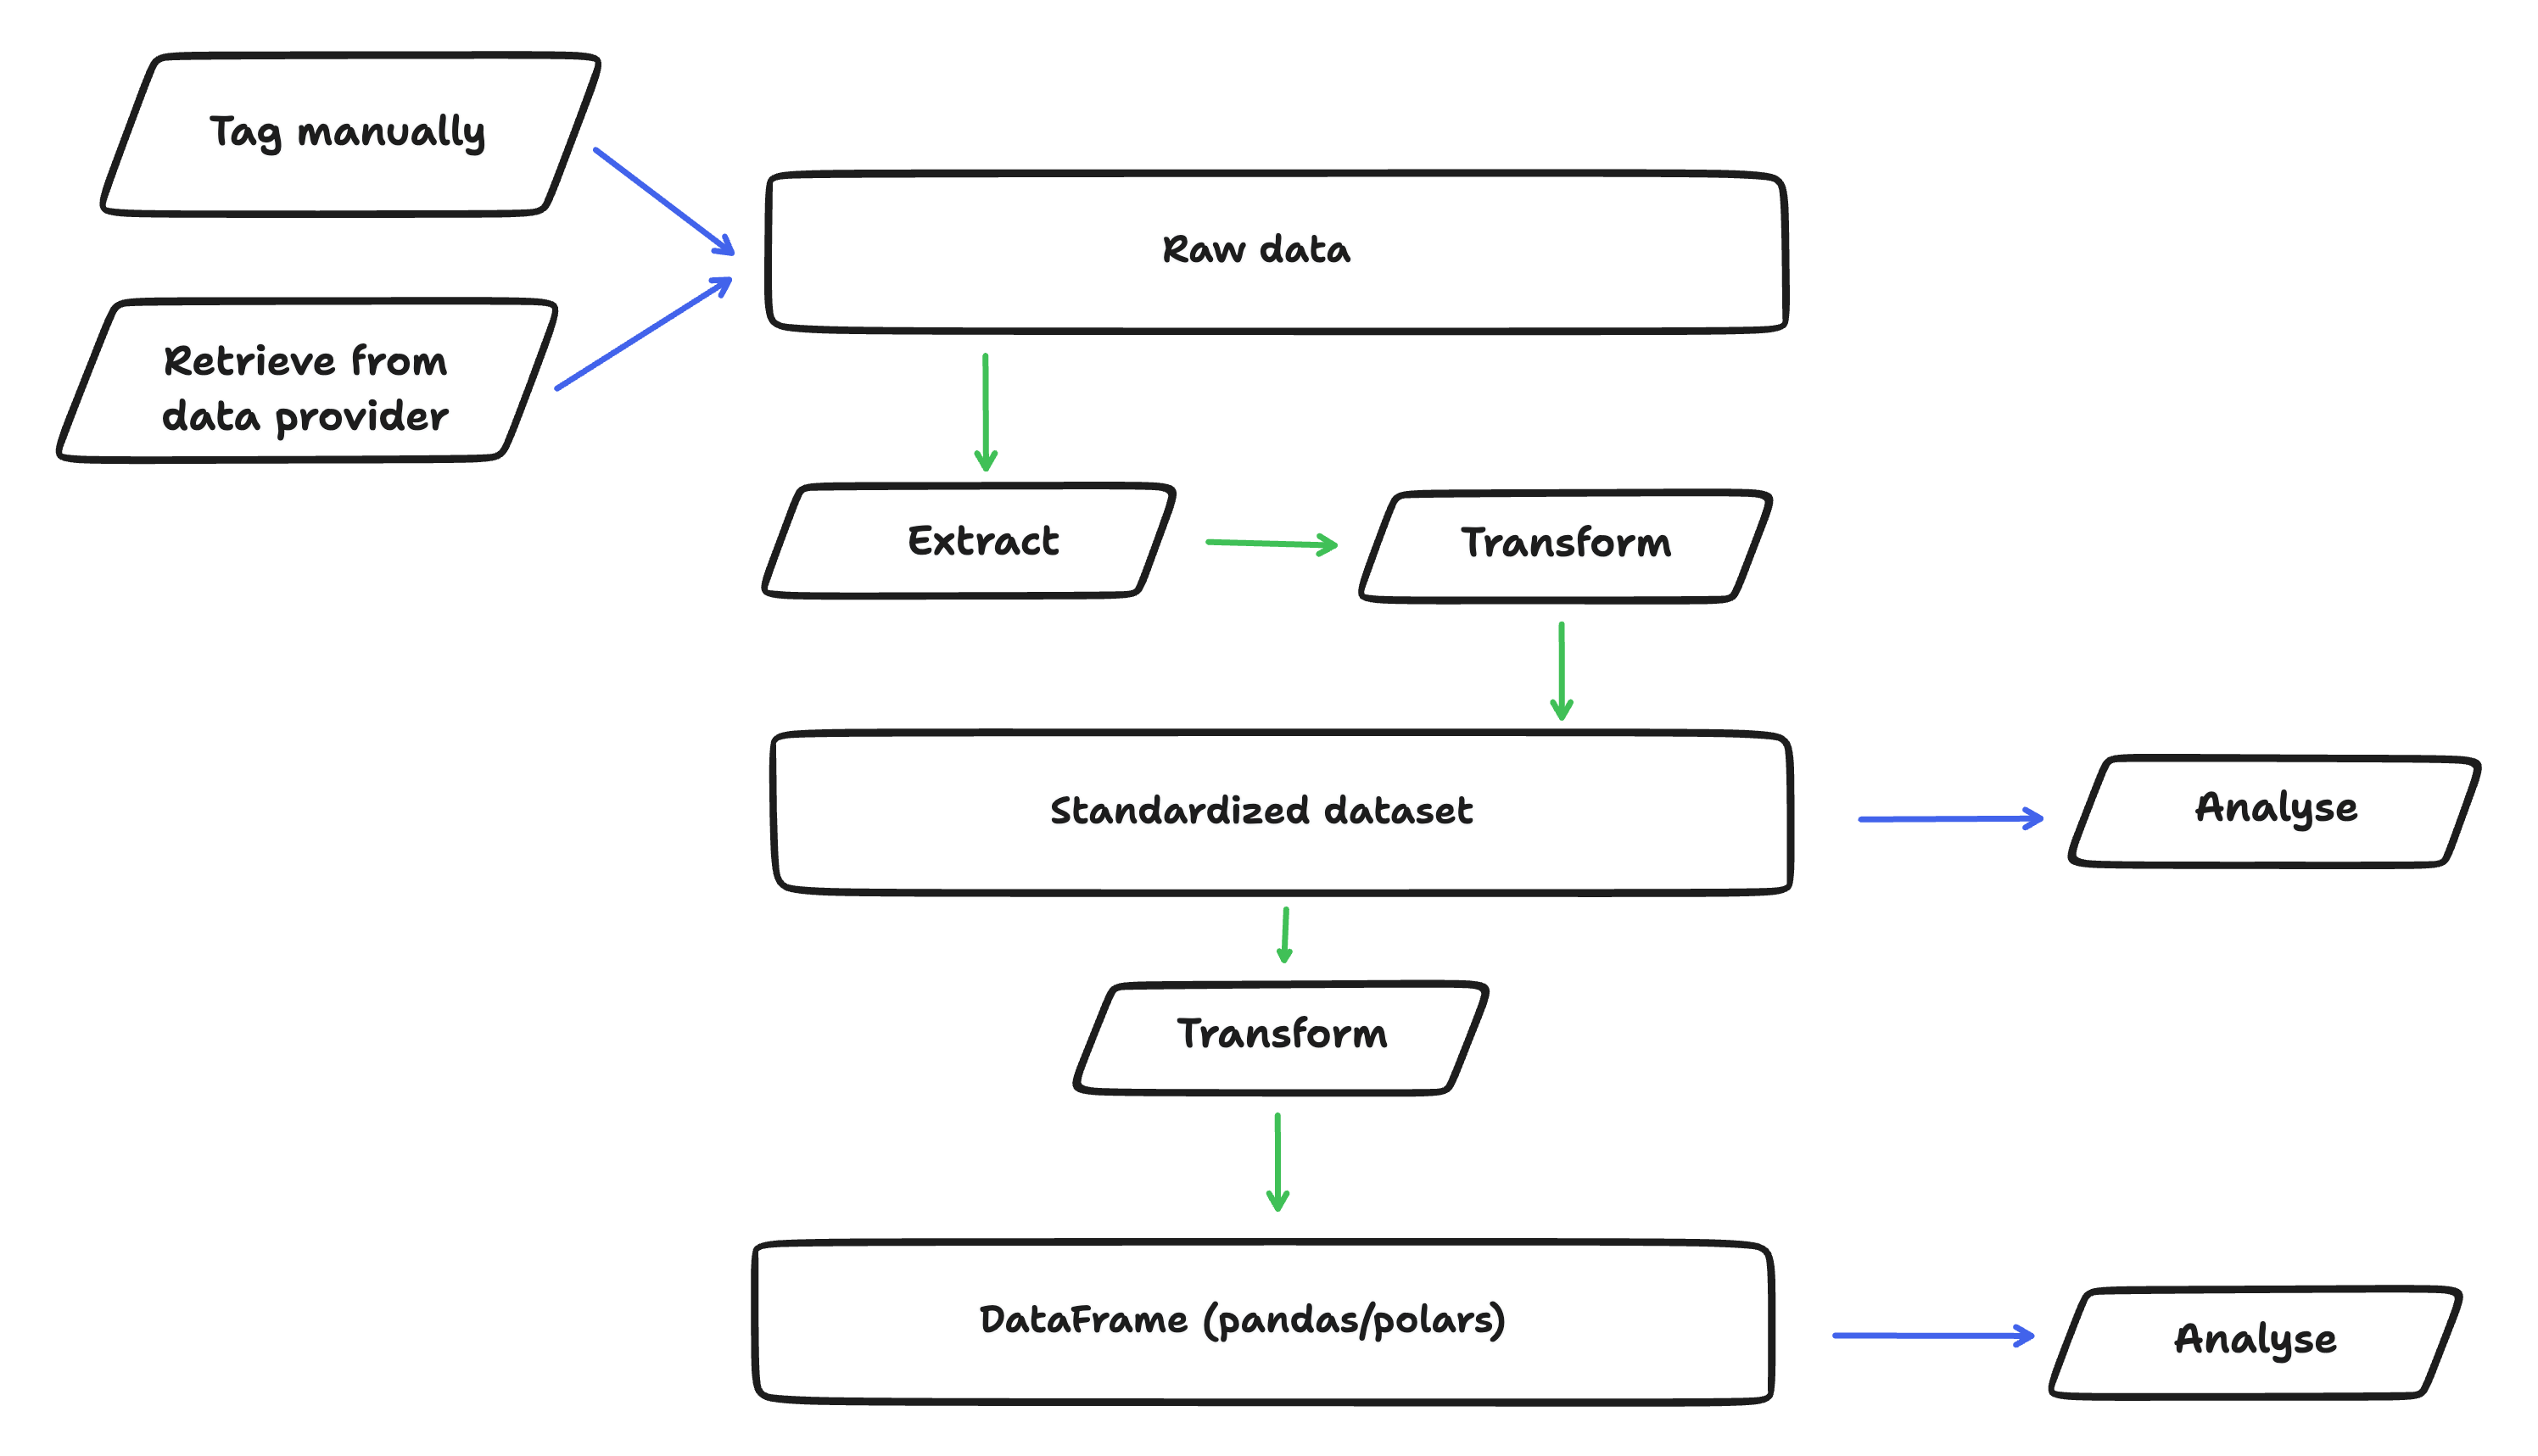 Tag manually
Retrieve from
data provider
Raw data
Extract
Transform
Standardized dataset
Analyse
Transform
DataFrame (pandas/polars)
Analyse